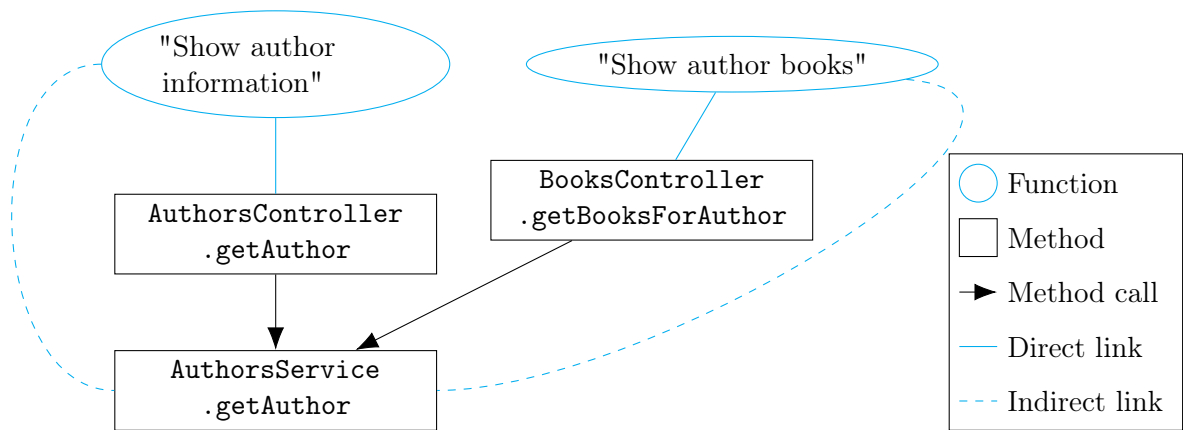 "Show author
information"
"Show author books"
AuthorsController
.getAuthor
BooksController
.getBooksForAuthor
AuthorsService
.getAuthor
Function
Method
Method call
Direct link
Indirect link